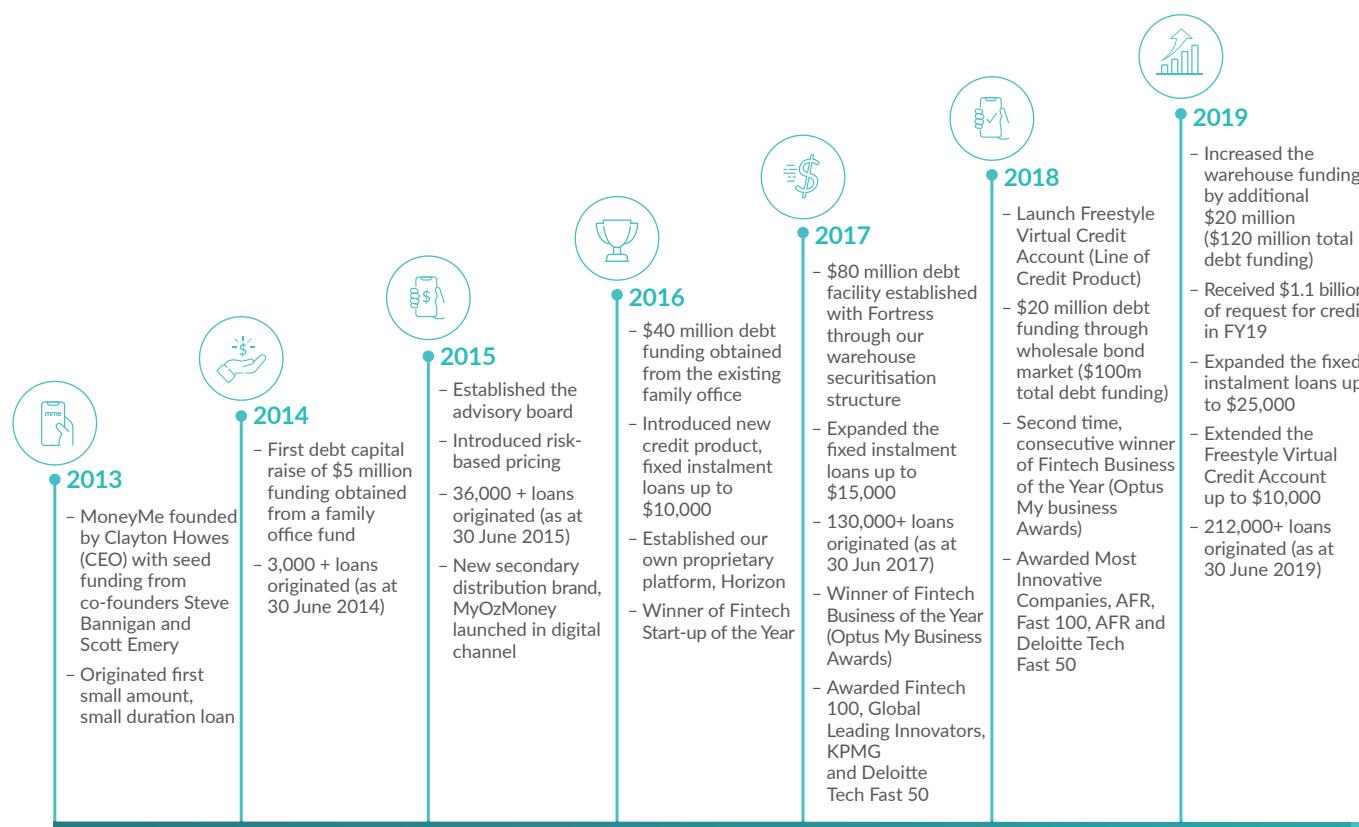 2013
– MoneyMe founded
by Clayton Howes
(CEO) with seed
funding from
co-founders Steve
Bannigan and
Scott Emery
– Originated first
small amount,
small duration loan
2014
– First debt capital
raise of $5 million
funding obtained
from a family
office fund
– 3,000 + loans
originated (as at
30 June 2014)
2015
– Established the
advisory board
– Introduced risk-
based pricing
– 36,000 + loans
originated (as at
30 June 2015)
– New secondary
distribution brand,
MyOzMoney
launched in digital
channel
2016
– $40 million debt
funding obtained
from the existing
family office
– Introduced new
credit product,
fixed instalment
loans up to
$10,000
– Established our
own proprietary
platform, Horizon
– Winner of Fintech
Start-up of the Year
2017
– $80 million debt
facility established
with Fortress
through our
warehouse
securitisation
structure
– Expanded the
fixed instalment
loans up to
$15,000
– 130,000+ loans
originated (as at
30 Jun 2017)
– Winner of Fintech
Business of the Year
(Optus My Business
Awards)
– Awarded Fintech
100, Global
Leading Innovators,
KPMG
and Deloitte
Tech Fast 50
2018
– Launch Freestyle
Virtual Credit
Account (Line of
Credit Product)
– $20 million debt
funding through
wholesale bond
market ($100m
total debt funding)
– Second time,
consecutive winner
of Fintech Business
of the Year (Optus
My business
Awards)
– Awarded Most
Innovative
Companies, AFR,
Fast 100, AFR and
Deloitte Tech
Fast 50
2019
– Increased the
warehouse funding
by additional
$20 million
($120 million total
debt funding)
– Received $1.1 billion
of request for credi
in FY19
– Expanded the fixed
instalment loans up
to $25,000
– Extended the
Freestyle Virtual
Credit Account
up to $10,000
– 212,000+ loans
originated (as at
30 June 2019)
mme
$
$
$